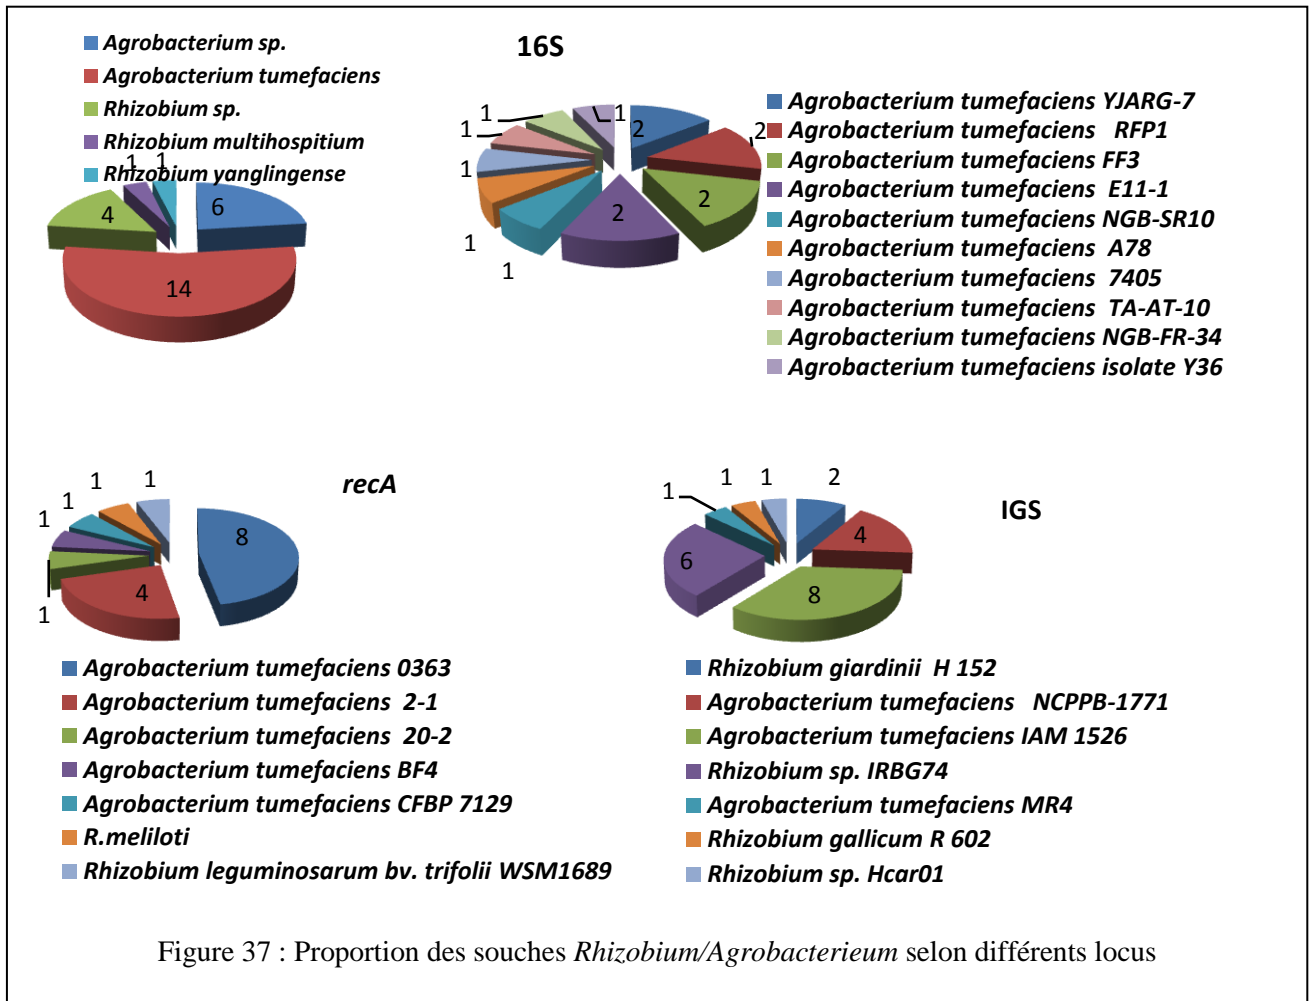 Agrobacterium sp.
Agrobacterium tumefaciens
Rhizobium sp.
Rhizobium multihospitium
Rhizobium yanglingense
1
1
6
4
14
16S
1
1
1
1
1
1
2
2
2
2
Agrobacterium tumefaciens YJARG-7
Agrobacterium tumefaciens RFP1
Agrobacterium tumefaciens FF3
Agrobacterium tumefaciens E11-1
Agrobacterium tumefaciens NGB-SR10
Agrobacterium tumefaciens A78
Agrobacterium tumefaciens 7405
Agrobacterium tumefaciens TA-AT-10
Agrobacterium tumefaciens NGB-FR-34
Agrobacterium tumefaciens isolate Y36
recA
1
1
1
1
1
8
4
Agrobacterium tumefaciens 0363
Agrobacterium tumefaciens 2-1
Agrobacterium tumefaciens 20-2
Agrobacterium tumefaciens BF4
Agrobacterium tumefaciens CFBP 7129
R.meliloti
Rhizobium leguminosarum bv. trifolii WSM1689
IGS
1
1
1
2
4
6
8
Rhizobium giardinii H 152
Agrobacterium tumefaciens NCPPB-1771
Agrobacterium tumefaciens IAM 1526
Rhizobium sp. IRBG74
Agrobacterium tumefaciens MR4
Rhizobium gallicum R 602
Rhizobium sp. Hcar01
Figure 37 : Proportion des souches Rhizobium/Agrobacterieum selon différents locus